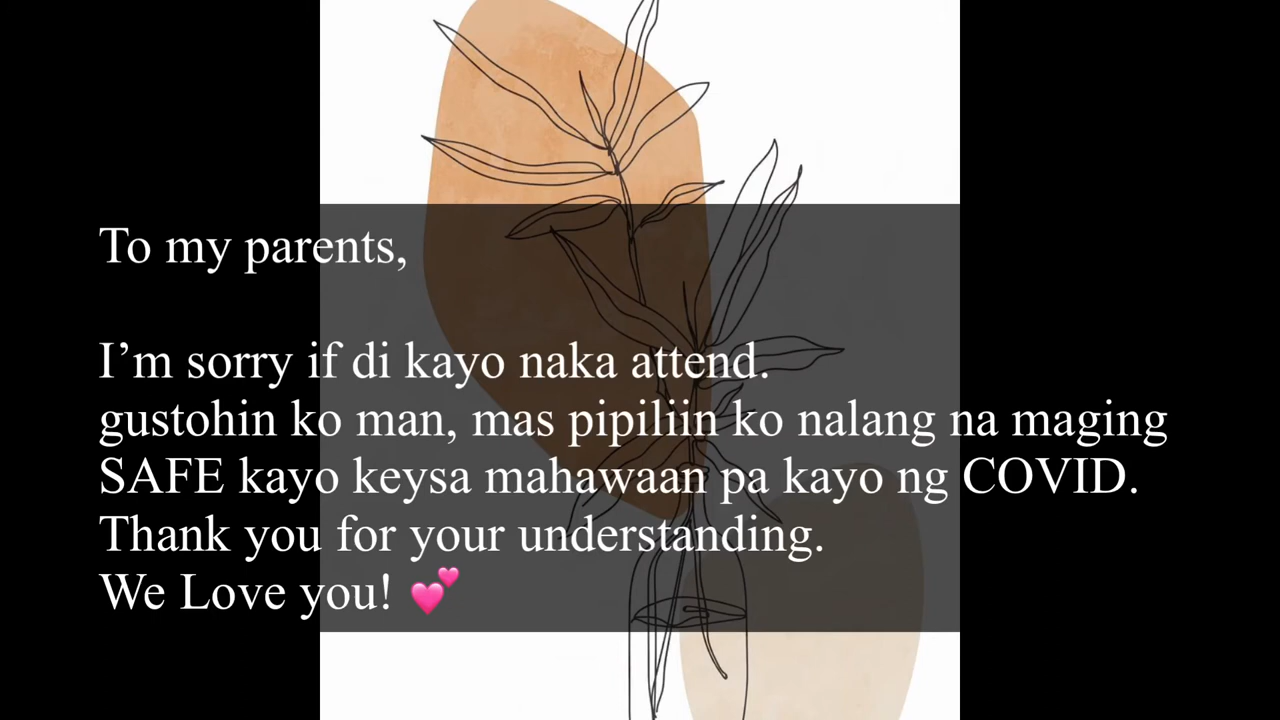 To my parents,
I’m sorry if di kayo naka attend.
gustohin ko man, mas pipiliin ko nalang na maging
SAFE kayo keysa mahawaan pa kayo ng COVID.
Thank you for your understanding.
We Love you! 💕